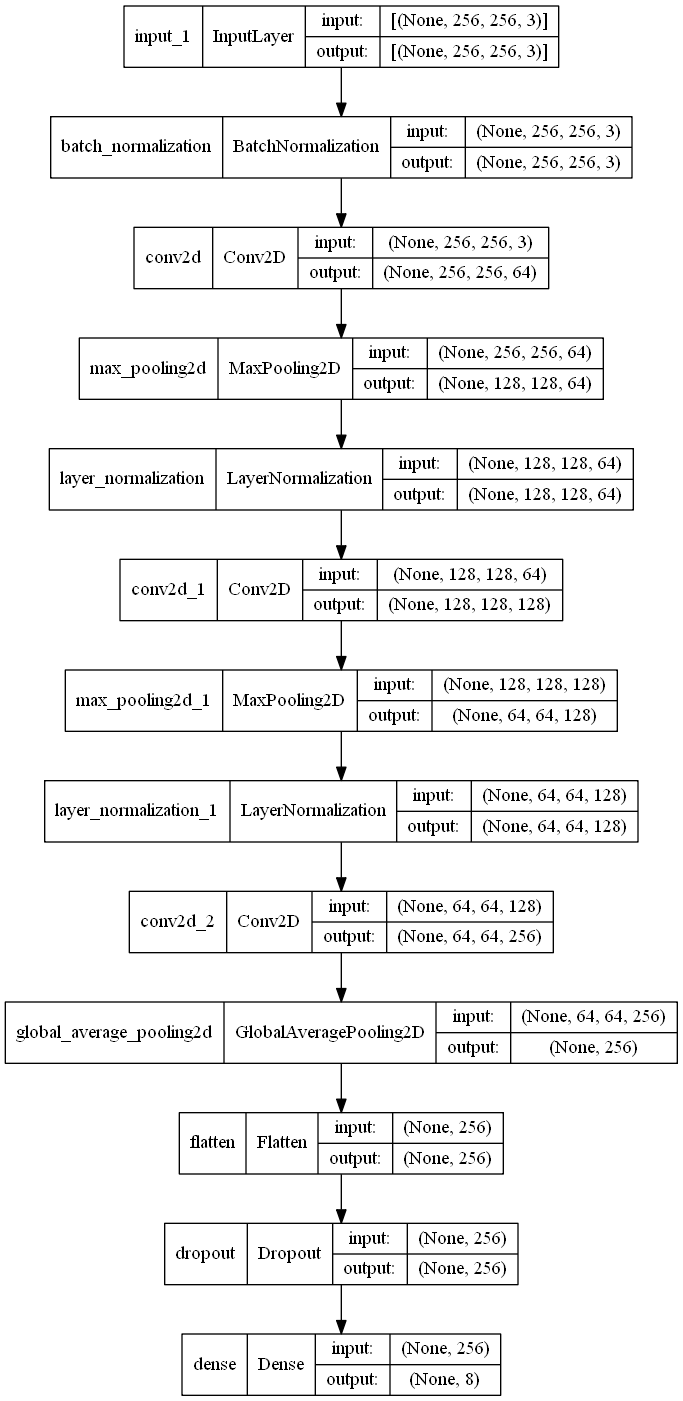 input_1 InputLayer input: [(None, 256, 256, 3)]
output: [(None, 256, 256, 3)]
batch_normalization BatchNormalization input: (None, 256, 256, 3)
output: (None, 256, 256, 3)
conv2d Conv2D input: (None, 256, 256, 3)
output: (None, 256, 256, 64)
max_pooling2d MaxPooling2D input: (None, 256, 256, 64)
output: (None, 128, 128, 64)
layer_normalization LayerNormalization input: (None, 128, 128, 64)
output: (None, 128, 128, 64)
conv2d_1 Conv2D input: (None, 128, 128, 64)
output: (None, 128, 128, 128)
max_pooling2d_1 MaxPooling2D input: (None, 128, 128, 128)
output: (None, 64, 64, 128)
layer_normalization_1 LayerNormalization input: (None, 64, 64, 128)
output: (None, 64, 64, 128)
conv2d_2 Conv2D input: (None, 64, 64, 128)
output: (None, 64, 64, 256)
global_average_pooling2d GlobalAveragePooling2D input: (None, 64, 64, 256)
output: (None, 256)
flatten Flatten input: (None, 256)
output: (None, 256)
dropout Dropout input: (None, 256)
output: (None, 256)
dense Dense input: (None, 256)
output: (None, 8)